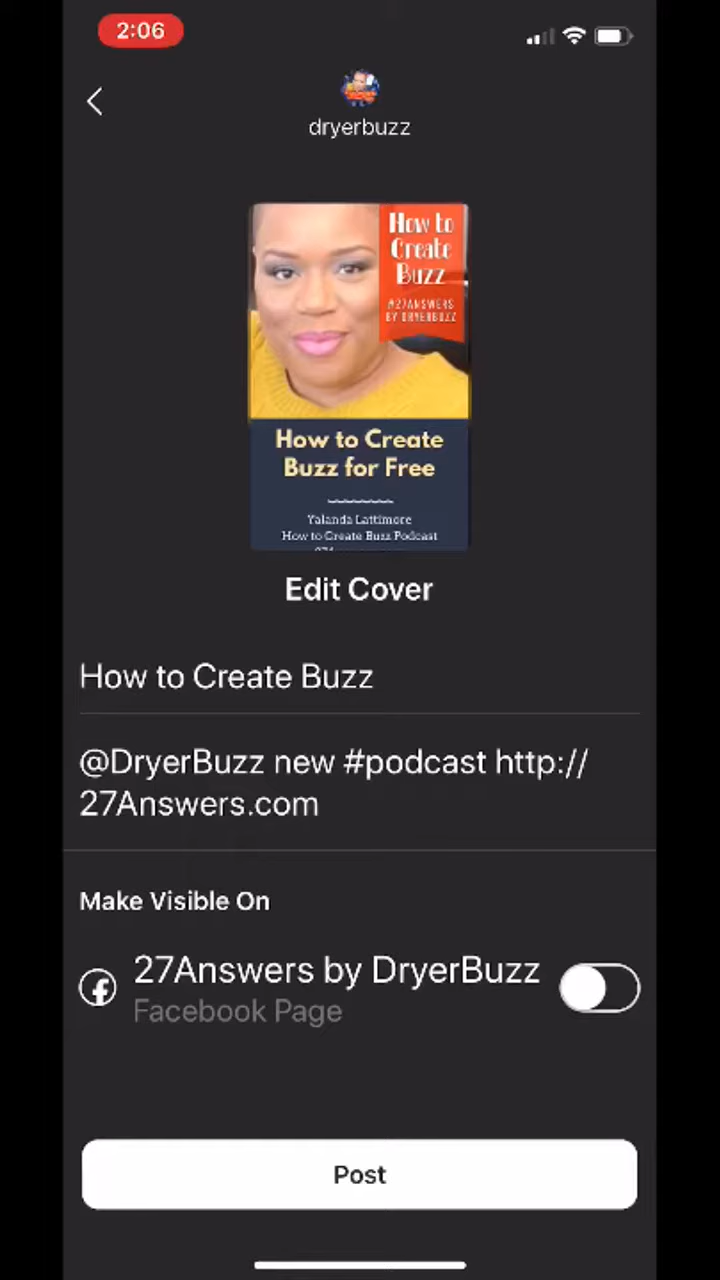 2:06
dryerbuzz
How to
Create
Buzz
#27ANSWERS
BY DRYERBUZZ
How to Create
Buzz for Free
Yalanda Lattimore
How to Create Buzz Podcast
Edit Cover
How to Create Buzz
@DryerBuzz new #podcast http://
27Answers.com
Make Visible On
27Answers by DryerBuzz
Facebook Page
Post